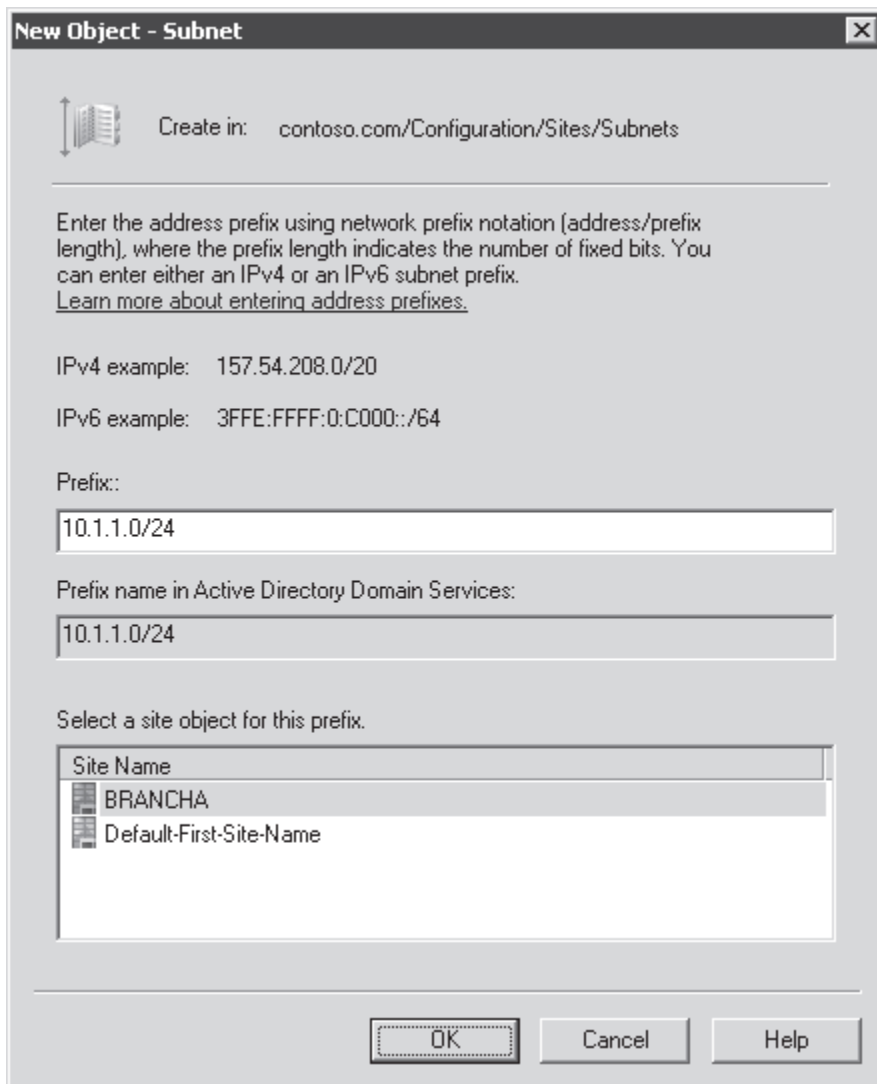 New Object - Subnet
Create in: contoso.com/Configuration/Sites/Subnets
Enter the address prefix using network prefix notation (address/prefix
length), where the prefix length indicates the number of fixed bits. You
can enter either an IPv4 or an IPv6 subnet prefix.
Learn more about entering address prefixes.
IPv4 example: 157.54.208.0/20
IPv6 example: 3FFE:FFFF:0:C000::/64
Prefix::
10.1.1.0/24
Prefix name in Active Directory Domain Services:
10.1.1.0/24
Select a site object for this prefix.
Site Name
BRANCHA
Default-First-Site-Name
OK Cancel Help